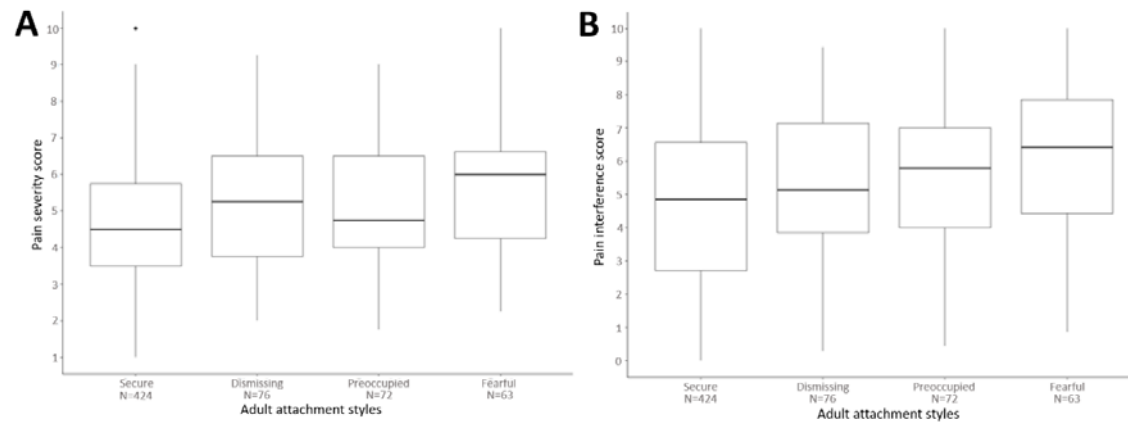 A
Pain severity score
10
9
8
7
6
5
4
3
2
1
Secure
N=424
Dismissing
N=76
Preoccupied
N=72
Fearful
N=63
Adult attachment styles
B
Pain interference score
10
9
8
7
6
5
4
3
2
1
0
Secure
N=424
Dismissing
N=76
Preoccupied
N=72
Fearful
N=63
Adult attachment styles